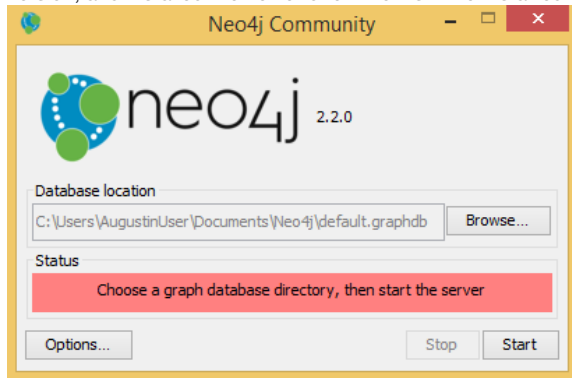 Neo4j Community
neo4j 2.2.0
Database location
C:\Users\AugustinUser\Documents\Neo4j\default.graphdb
Browse...
Status
Choose a graph database directory, then start the server
Options...
Stop
Start